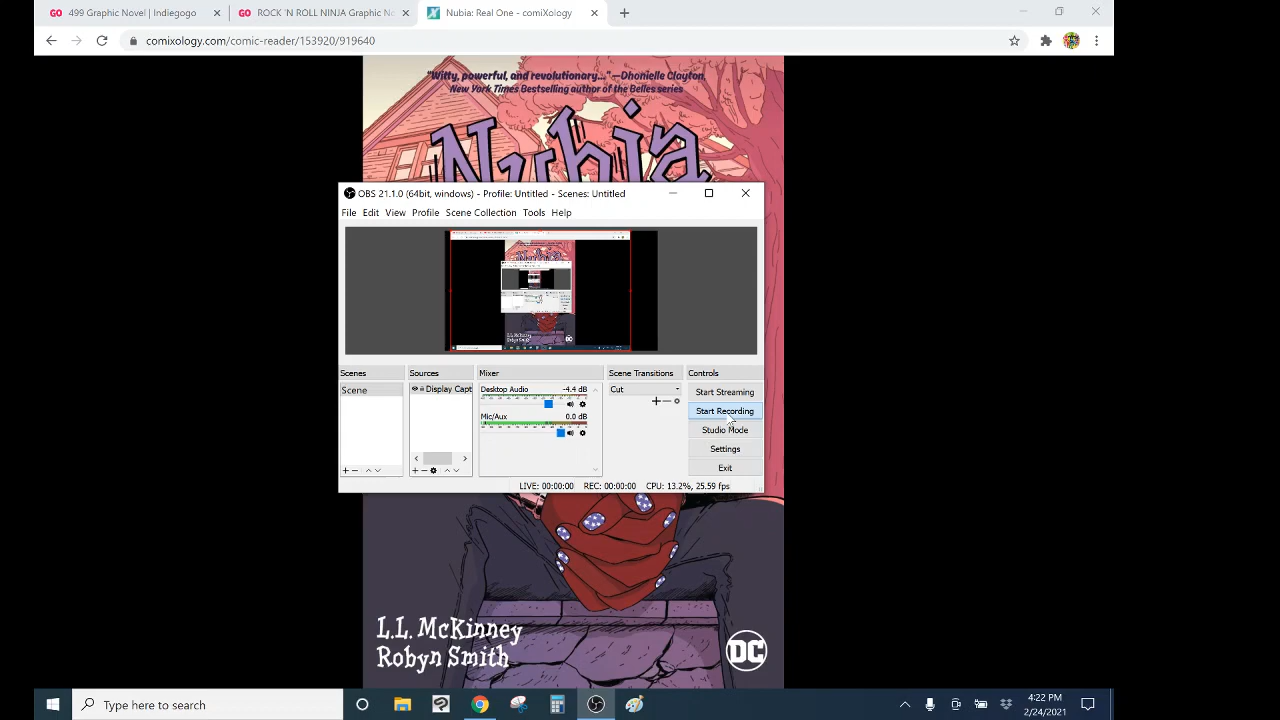 499 Graphic Novel | Indiegogo
ROCK 'N ROLL NINJA Graphic No
Nubia: Real One - comiXology
comixology.com/comic-reader/153920/919640
"Witty, powerful, and revolutionary..." —Dhonielle Clayton,
New York Times Bestselling author of the Belles series
Nubia
OBS 21.1.0 (64bit, windows) - Profile: Untitled - Scenes: Untitled
File Edit View Profile Scene Collection Tools Help
Scenes Sources Mixer Scene Transitions Controls
Scene
Display Capt
Desktop Audio -4.4 dB
Mic/Aux 0.0 dB
Cut
Start Streaming
Start Recording
Studio Mode
Settings
Exit
LIVE: 00:00:00 REC: 00:00:00 CPU: 13.2%, 25.59 fps
L.L. McKinney
Robyn Smith
DC
Type here to search
4:22 PM
2/24/2021